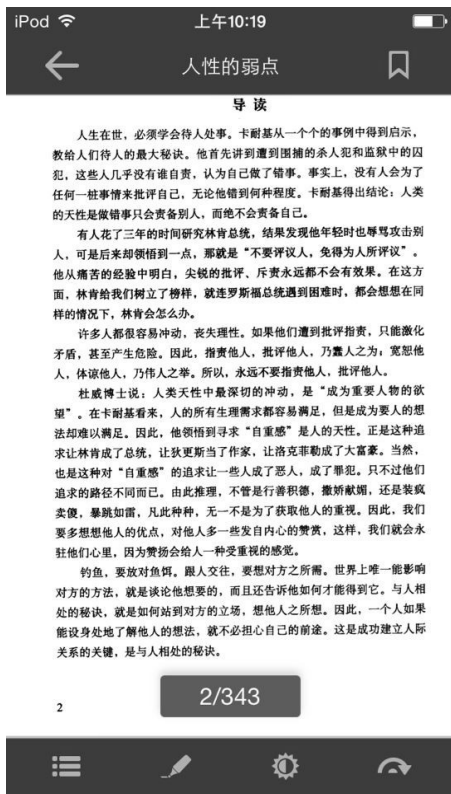 iPod 上午10:19
人性的弱点
导 读
人生在世，必须学会待人处事。卡耐基从一个个的事例中得到启示，
教给人们待人的最大秘诀。他首先讲到遭到围捕的杀人犯和监狱中的囚
犯，这些人几乎没有谁自责，认为自己做了错事。事实上，没有人会为了
任何一桩事情来批评自己，无论他错到何种程度。卡耐基得出结论：人类
的天性是做错事只会责备别人，而绝不会责备自己。
有人花了三年的时间研究林肯总统，结果发现他年轻时也辱骂攻击别
人，可是后来却领悟到一点，那就是“不要评议人，免得为人所评议”。
他从痛苦的经验中明白，尖锐的批评、斥责永远都不会有效果。在这方
面，林肯给我们树立了榜样，就连罗斯福总统遇到困难时，都会想想在同
样的情况下，林肯会怎么办。
许多人都很容易冲动，丧失理性。如果他们遭到批评指责，只能激化
矛盾，甚至产生危险。因此，指责他人，批评他人，乃蠢人之为；宽恕他
人，体谅他人，乃伟人之举。所以，永远不要指责他人，批评他人。
杜威博士说：人类天性中最深切的冲动，是“成为重要人物的欲
望”。在卡耐基看来，人的所有生理需求都容易满足，但是成为要人的想
法却难以满足。因此，他领悟到寻求“自重感”是人的天性。正是这种追
求让林肯成了总统，让狄更斯当了作家，让洛克菲勒成了大富豪。当然，
也是这种对“自重感”的追求让一些人成了恶人，成了罪犯。只不过他们
追求的路径不同而已。由此推理，不管是行善积德，撒娇献媚，还是装疯
卖傻，暴跳如雷，凡此种种，无一不是为了获取他人的重视。因此，我们
要多想想他人的优点，对他人多一些发自内心的赞赏，这样，我们就会永
驻他们心里，因为赞扬会给人一种受重视的感觉。
钓鱼，要放对鱼饵。跟人交往，要想对方之所需。世界上唯一能影响
对方的方法，就是谈论他想要的，而且还告诉他如何才能得到它。与人相
处的秘诀，就是如何站到对方的立场，想他人之所想。因此，一个人如果
能设身处地了解他人的想法，就不必担心自己的前途。这是成功建立人际
关系的关键，是与人相处的秘诀。
2/343
2